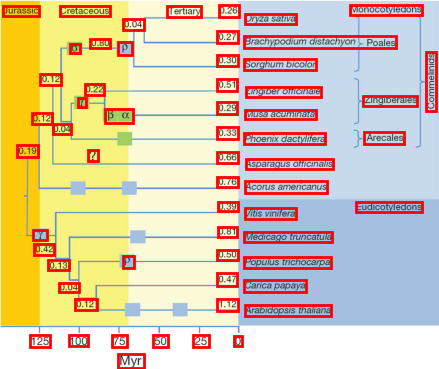 Jurassic Cretaceous Tertiary 0.26 Oryza sativa Monocotyledons
0.04
0.80 ρ 0.27 Brachypodium distachyon Poales
0.30 Sorghum bicolor
0.12 0.22 0.51 Zingiber officinale Commelinids
γ 0.29 Musa acuminata Zingiberales
β α
0.12 0.04 0.33 Phoenix dactylifera Arecales
0.19 ? 0.66 Asparagus officinalis
0.76 Acorus americanus
0.39 Vitis vinifera Eudicotyledons
γ 0.81 Medicago truncatula
0.42
0.13 ρ 0.50 Populus trichocarpa
0.04 0.47 Carica papaya
0.12 1.12 Arabidopsis thaliana
125 100 75 50 25 0
Myr